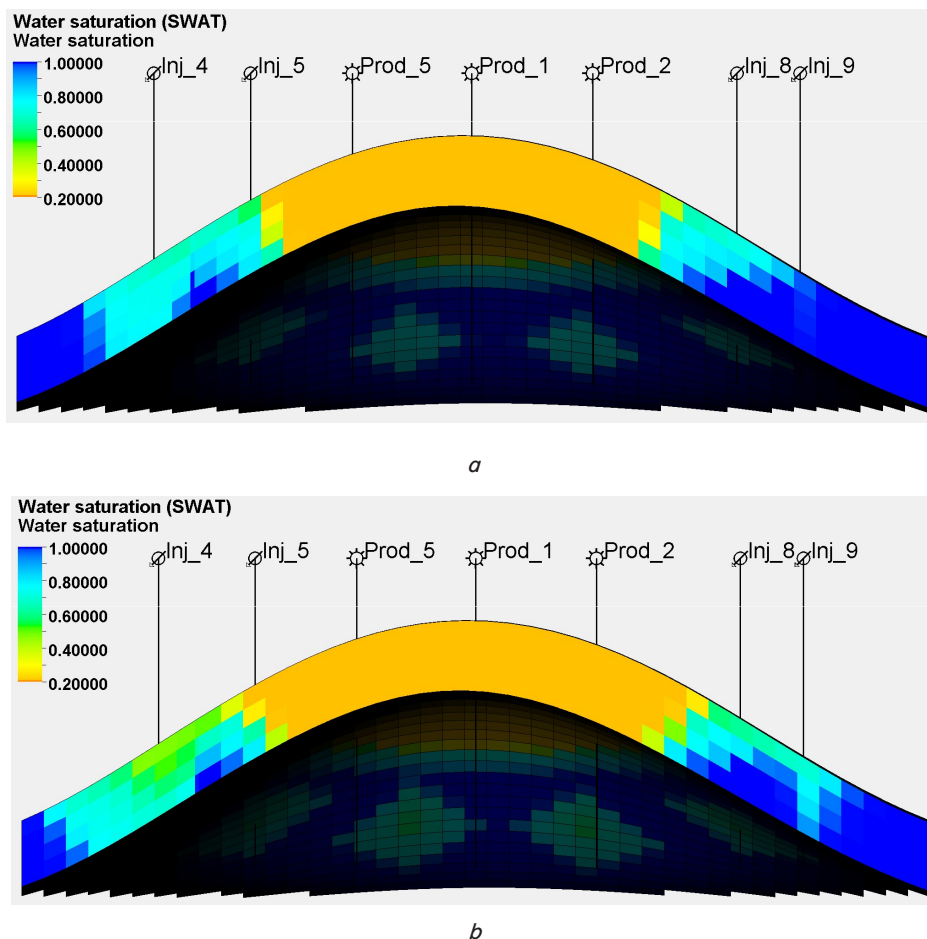 Water saturation (SWAT)
Water saturation
1.00000
0.80000
0.60000
0.40000
0.20000
Inj_4 Inj_5 Prod_5 Prod_1 Prod_2 Inj_8 Inj_9
a
Water saturation (SWAT)
Water saturation
1.00000
0.80000
0.60000
0.40000
0.20000
Inj_4 Inj_5 Prod_5 Prod_1 Prod_2 Inj_8 Inj_9
b